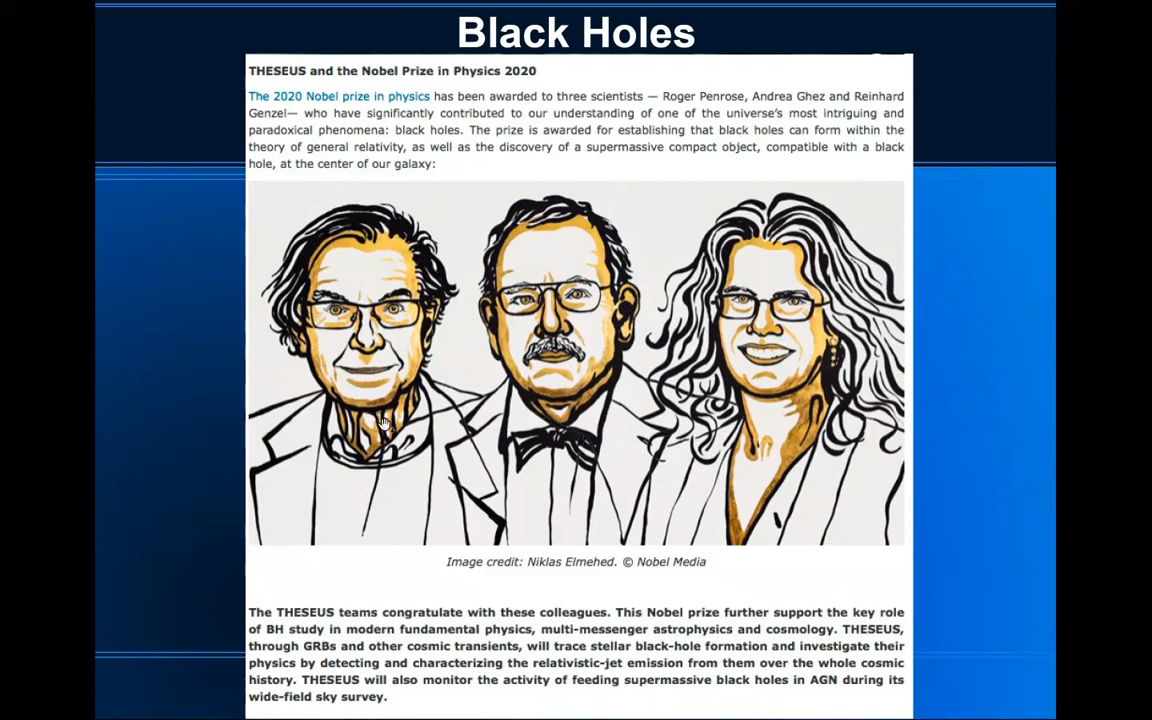 Black Holes
THESEUS and the Nobel Prize in Physics 2020
The 2020 Nobel prize in physics has been awarded to three scientists — Roger Penrose, Andrea Ghez and Reinhard
Genzel— who have significantly contributed to our understanding of one of the universe's most intriguing and
paradoxical phenomena: black holes. The prize is awarded for establishing that black holes can form within the
theory of general relativity, as well as the discovery of a supermassive compact object, compatible with a black
hole, at the center of our galaxy:
Image credit: Niklas Elmehed. © Nobel Media
The THESEUS teams congratulate with these colleagues. This Nobel prize further support the key role
of BH study in modern fundamental physics, multi-messenger astrophysics and cosmology. THESEUS,
through GRBs and other cosmic transients, will trace stellar black-hole formation and investigate their
physics by detecting and characterizing the relativistic-jet emission from them over the whole cosmic
history. THESEUS will also monitor the activity of feeding supermassive black holes in AGN during its
wide-field sky survey.